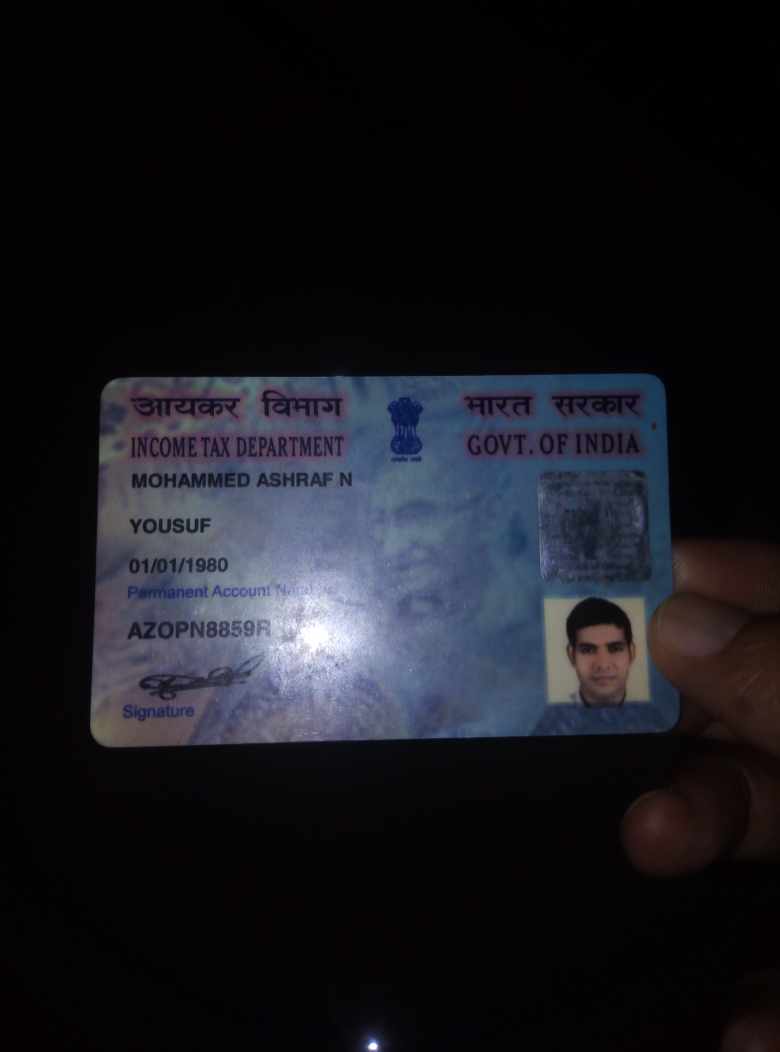 आयकर विभाग
भारत सरकार
INCOME TAX DEPARTMENT
GOVT. OF INDIA
MOHAMMED ASHRAF N
YOUSUF
01/01/1980
Permanent Account
AZOPN8859R
Signature